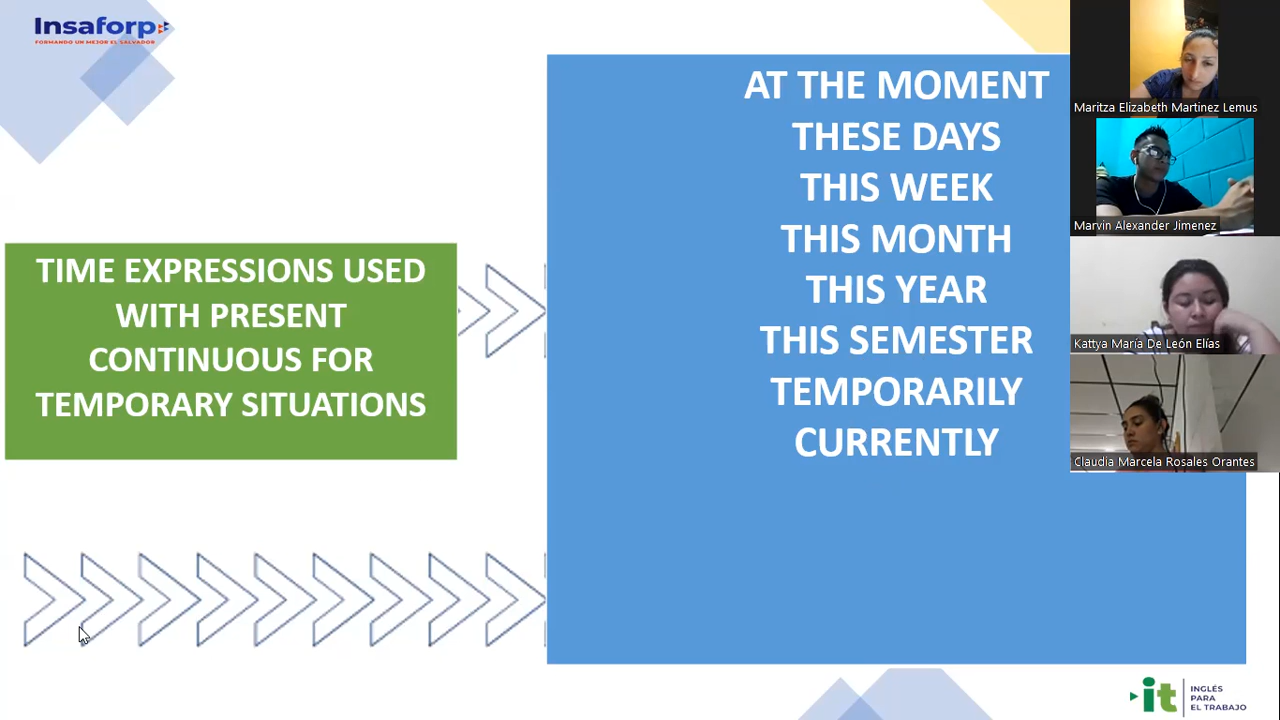 Insaforp
FORMANDO UN MEJOR EL SALVADOR
AT THE MOMENT
THESE DAYS
THIS WEEK
THIS MONTH
THIS YEAR
THIS SEMESTER
TEMPORARILY
CURRENTLY
TIME EXPRESSIONS USED
WITH PRESENT
CONTINUOUS FOR
TEMPORARY SITUATIONS
Maritza Elizabeth Martinez Lemus
Marvin Alexander Jimenez
Kattya María De León Elías
Claudia Marcela Rosales Orantes
it
INGLÉS
PARA
EL TRABAJO